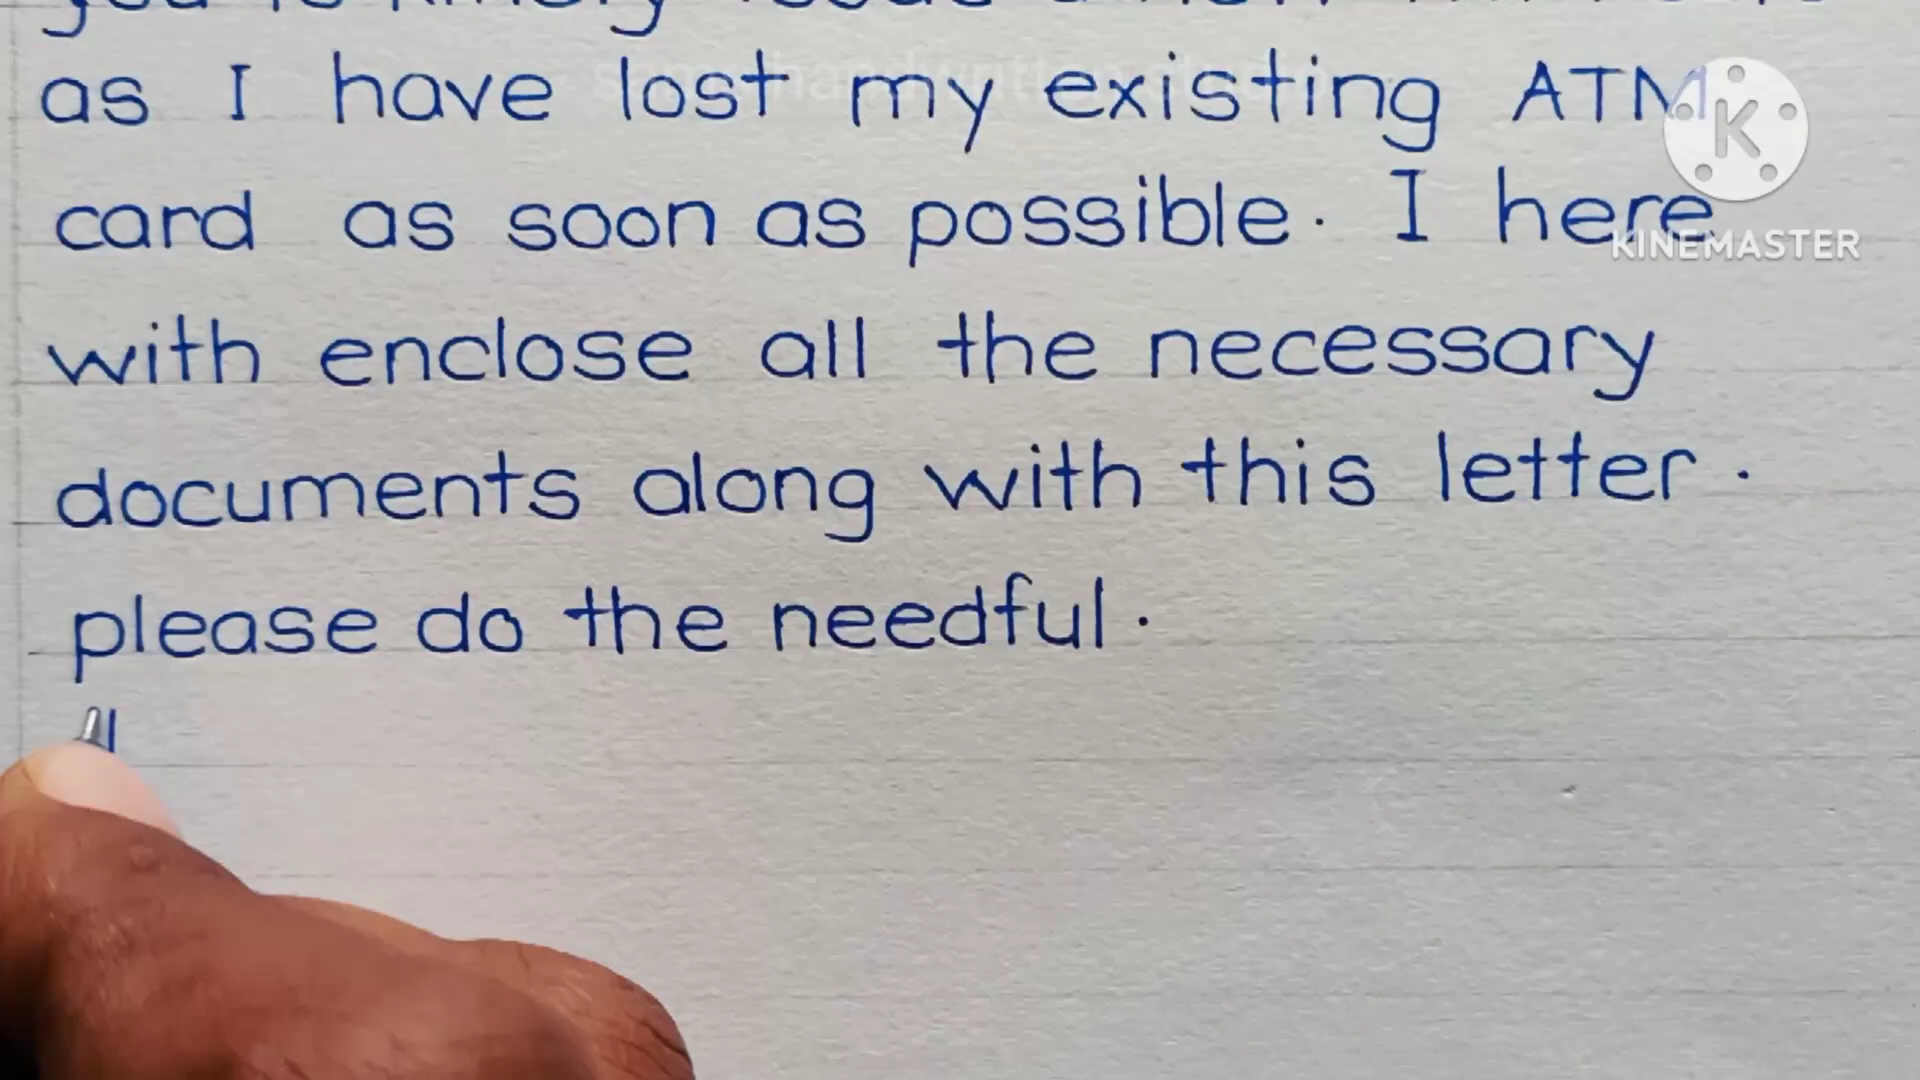 as I have lost my existing ATM
card as soon as possible. I here
with enclose all the necessary
documents along with this letter.
please do the needful.
KINEMASTER